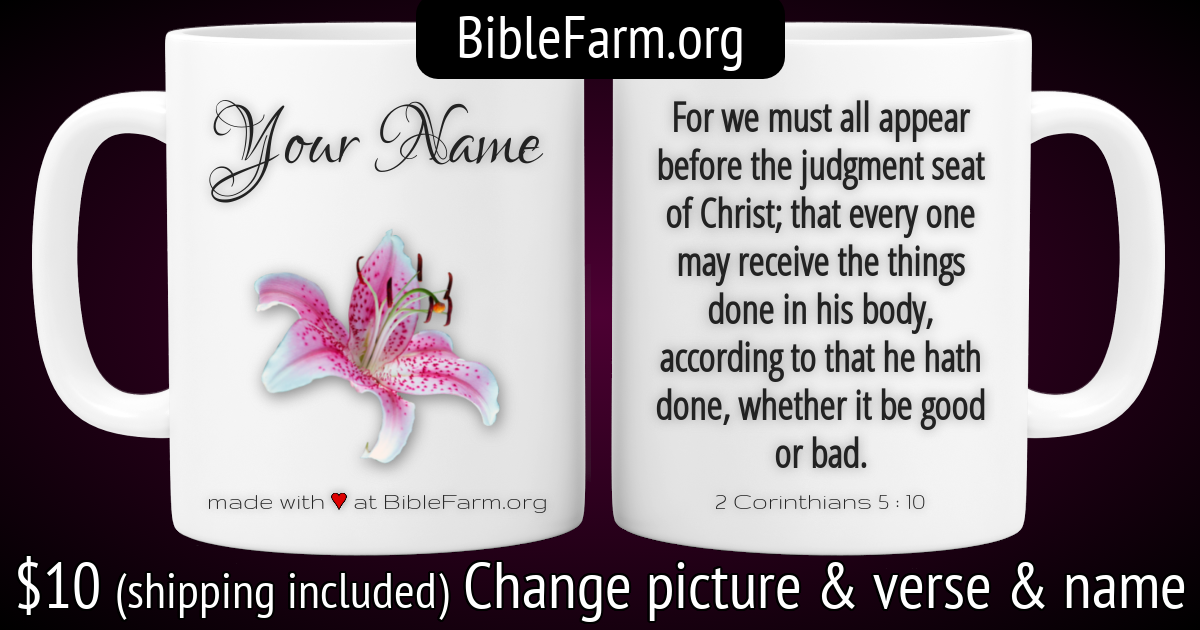 BibleFarm.org
Your Name
made with ♥ at BibleFarm.org
For we must all appear
before the judgment seat
of Christ; that every one
may receive the things
done in his body,
according to that he hath
done, whether it be good
or bad.
2 Corinthians 5 : 10
$10 (shipping included) Change picture & verse & name